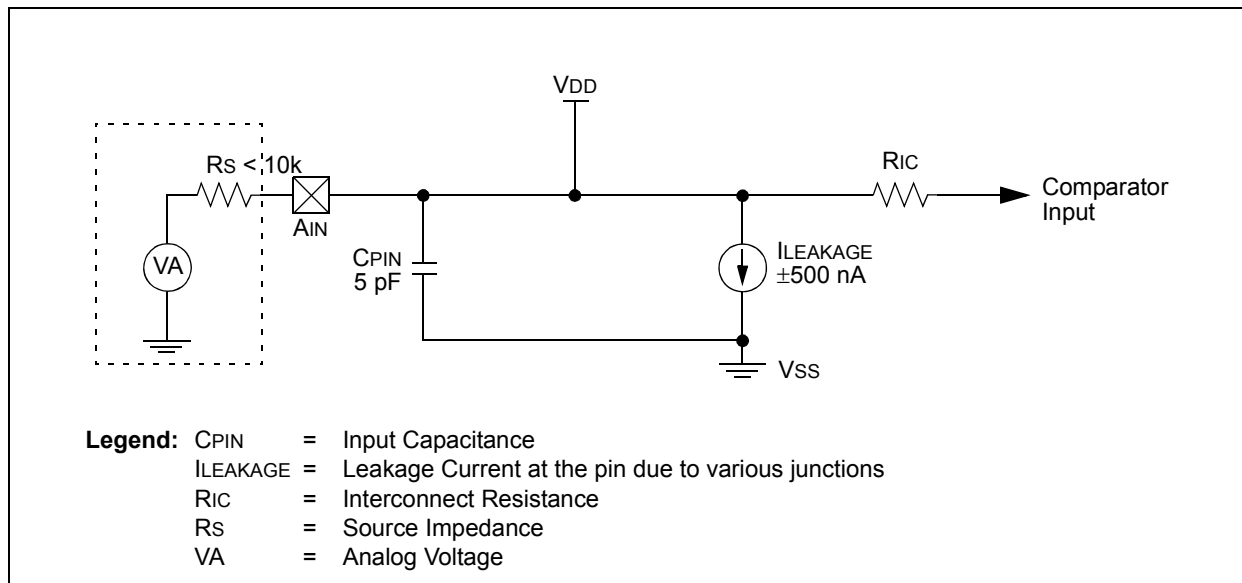 VDD
RS < 10k
RIC
AIN
Comparator
Input
VA
CPIN
5 pF
ILEAKAGE
±500 nA
VSS
Legend: CPIN = Input Capacitance
ILEAKAGE = Leakage Current at the pin due to various junctions
RIC = Interconnect Resistance
RS = Source Impedance
VA = Analog Voltage